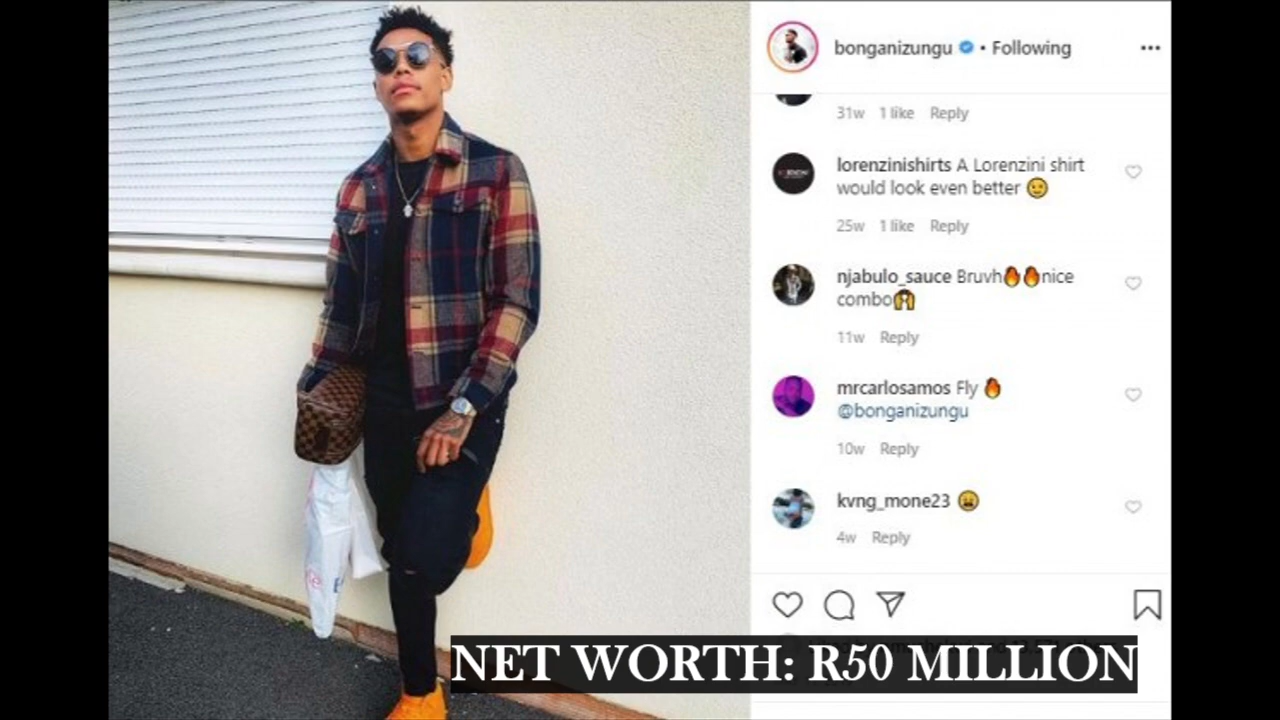 bonganizungu • Following
31w 1 like Reply
lorenzinishirts A Lorenzini shirt
would look even better 😉
25w 1 like Reply
njabulo_sauce Bruvh🔥🔥nice
combo🙌
11w Reply
mrcarlosamos Fly 🔥
@bonganizungu
10w Reply
kvng_mone23 😩
4w Reply
NET WORTH: R50 MILLION